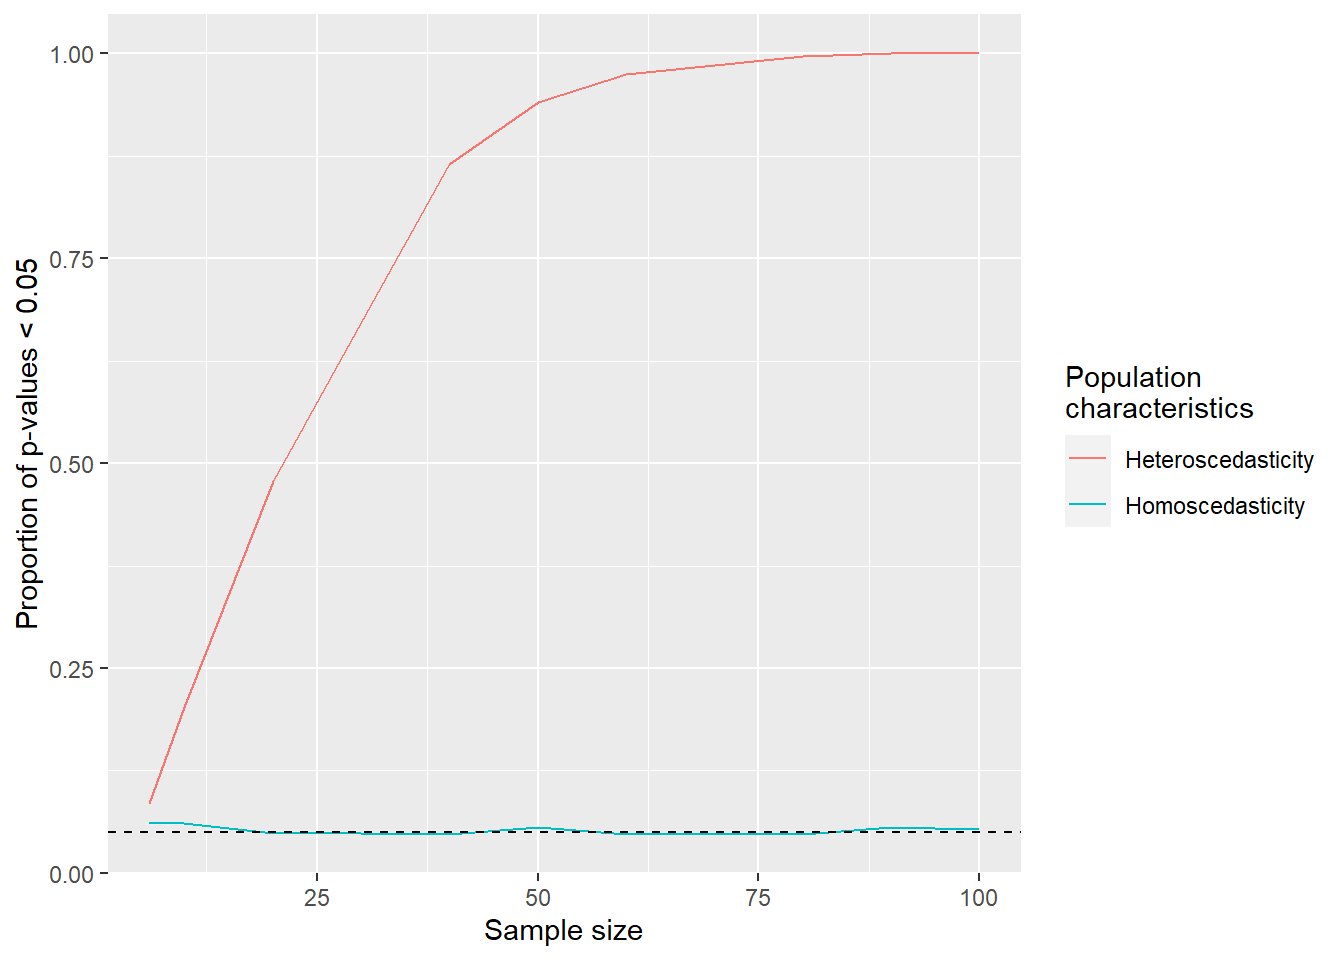 Proportion of p-values < 0.05
1.00
0.75
0.50
0.25
0.00
25
50
75
100
Sample size
Population
characteristics
Heteroscedasticity
Homoscedasticity